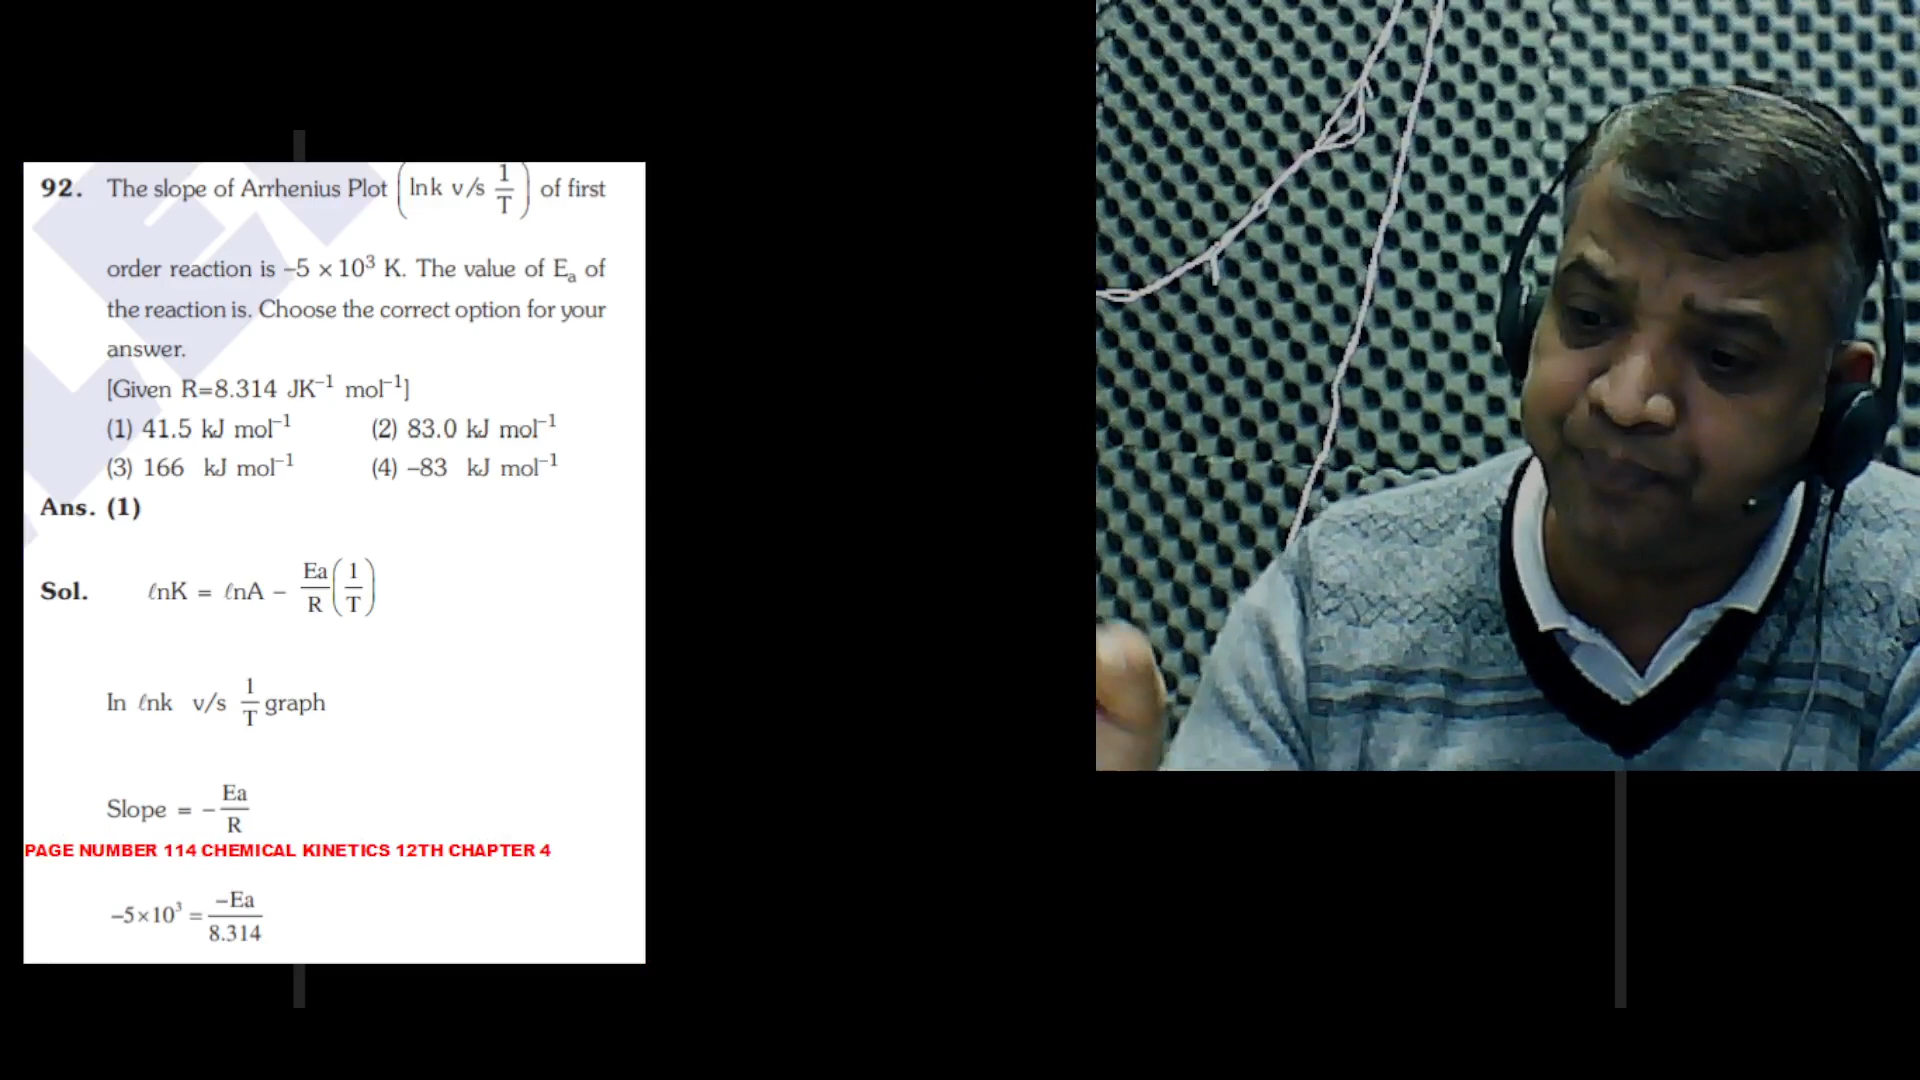 92. The slope of Arrhenius Plot (lnk v/s 1/T) of first
order reaction is –5 × 10³ K. The value of Eₐ of
the reaction is. Choose the correct option for your
answer.
[Given R=8.314 JK⁻¹ mol⁻¹]
(1) 41.5 kJ mol⁻¹ (2) 83.0 kJ mol⁻¹
(3) 166 kJ mol⁻¹ (4) –83 kJ mol⁻¹
Ans. (1)
Sol. ℓnK = ℓnA – Ea/R (1/T)
In ℓnk v/s 1/T graph
Slope = – Ea/R
PAGE NUMBER 114 CHEMICAL KINETICS 12TH CHAPTER 4
–5×10³ = –Ea/8.314